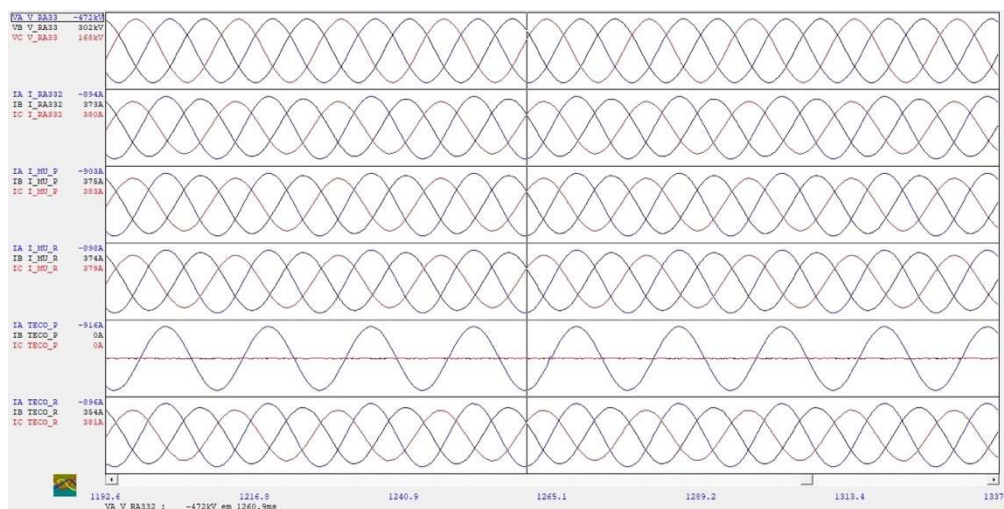 VA V_RA33 -472kV
VB V_RA33 302kV
VC V_RA33 168kV
IA I_RA332 -894A
IB I_RA332 373A
IC I_RA332 380A
IA I_MU_P -903A
IB I_MU_P 375A
IC I_MU_P 383A
IA I_MU_R -898A
IB I_MU_R 374A
IC I_MU_R 379A
IA TECO_P -916A
IB TECO_P 0A
IC TECO_P 0A
IA TECO_R -896A
IB TECO_R 354A
IC TECO_R 381A
1192.6 1216.8 1240.9 1265.1 1289.2 1313.4 1337
VA V_RA332 : -472kV em 1260.9ms